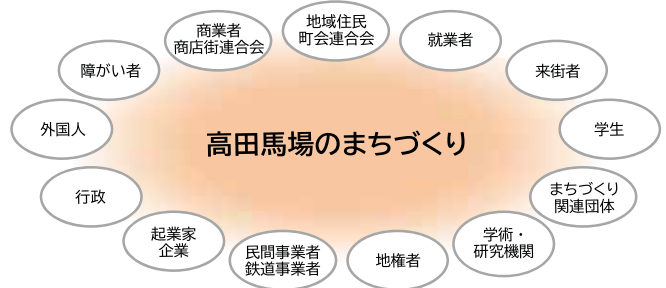 地域住民
町会連合会
商業者
商店街連合会
就業者
障がい者
来街者
外国人
学生
高田馬場のまちづくり
行政
まちづくり
関連団体
起業家
企業
学術・
研究機関
民間事業者
鉄道事業者
地権者